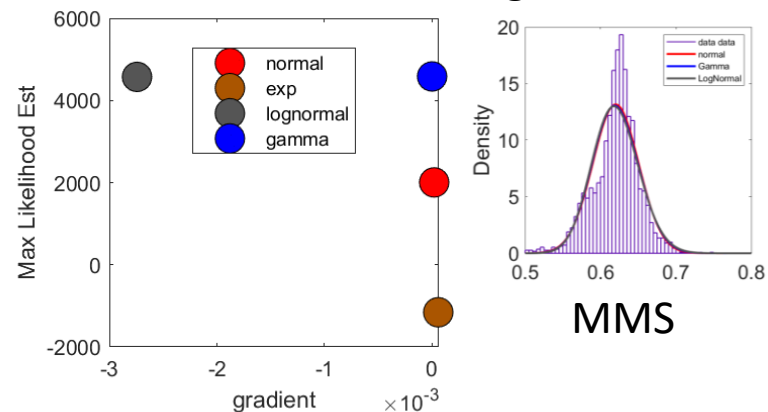 6000
4000
2000
0
-2000
Max Likelihood Est
normal
exp
lognormal
gamma
-3
-2
-1
0
gradient
×10⁻³
20
15
10
5
0
Density
data data
normal
Gamma
LogNormal
0.5
0.6
0.7
0.8
MMS